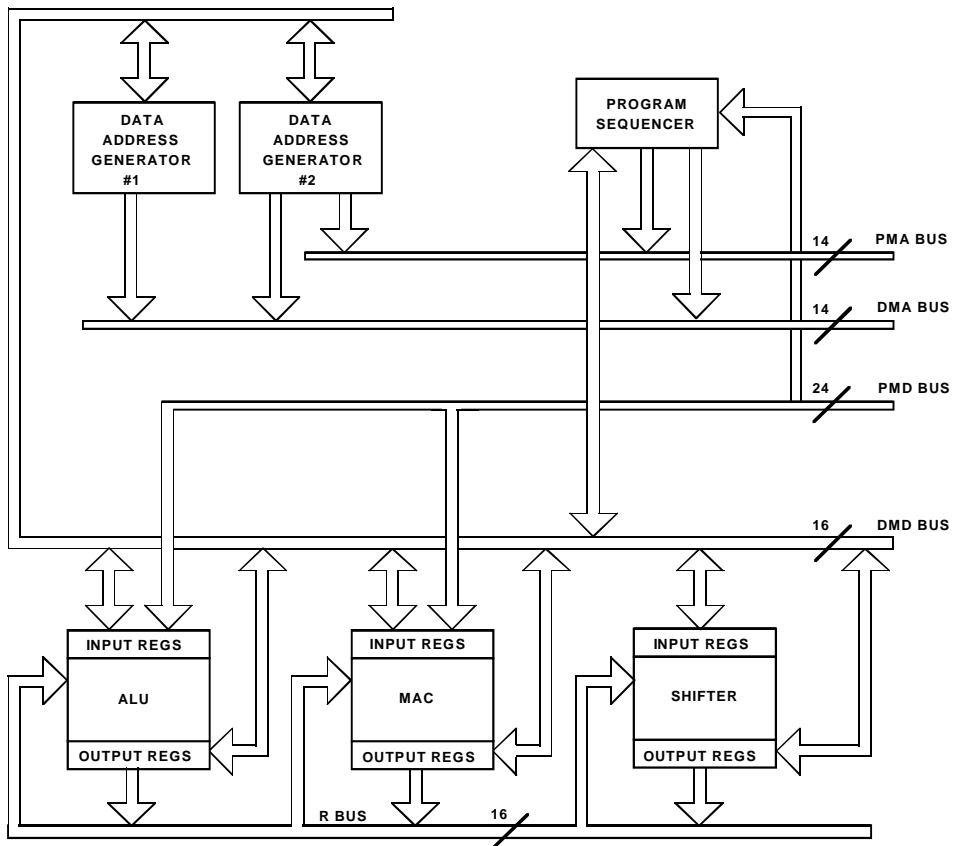 DATA
ADDRESS
GENERATOR
#1
DATA
ADDRESS
GENERATOR
#2
PROGRAM
SEQUENCER
14
PMA BUS
14
DMA BUS
24
PMD BUS
16
DMD BUS
INPUT REGS
ALU
OUTPUT REGS
INPUT REGS
MAC
OUTPUT REGS
INPUT REGS
SHIFTER
OUTPUT REGS
R BUS
16